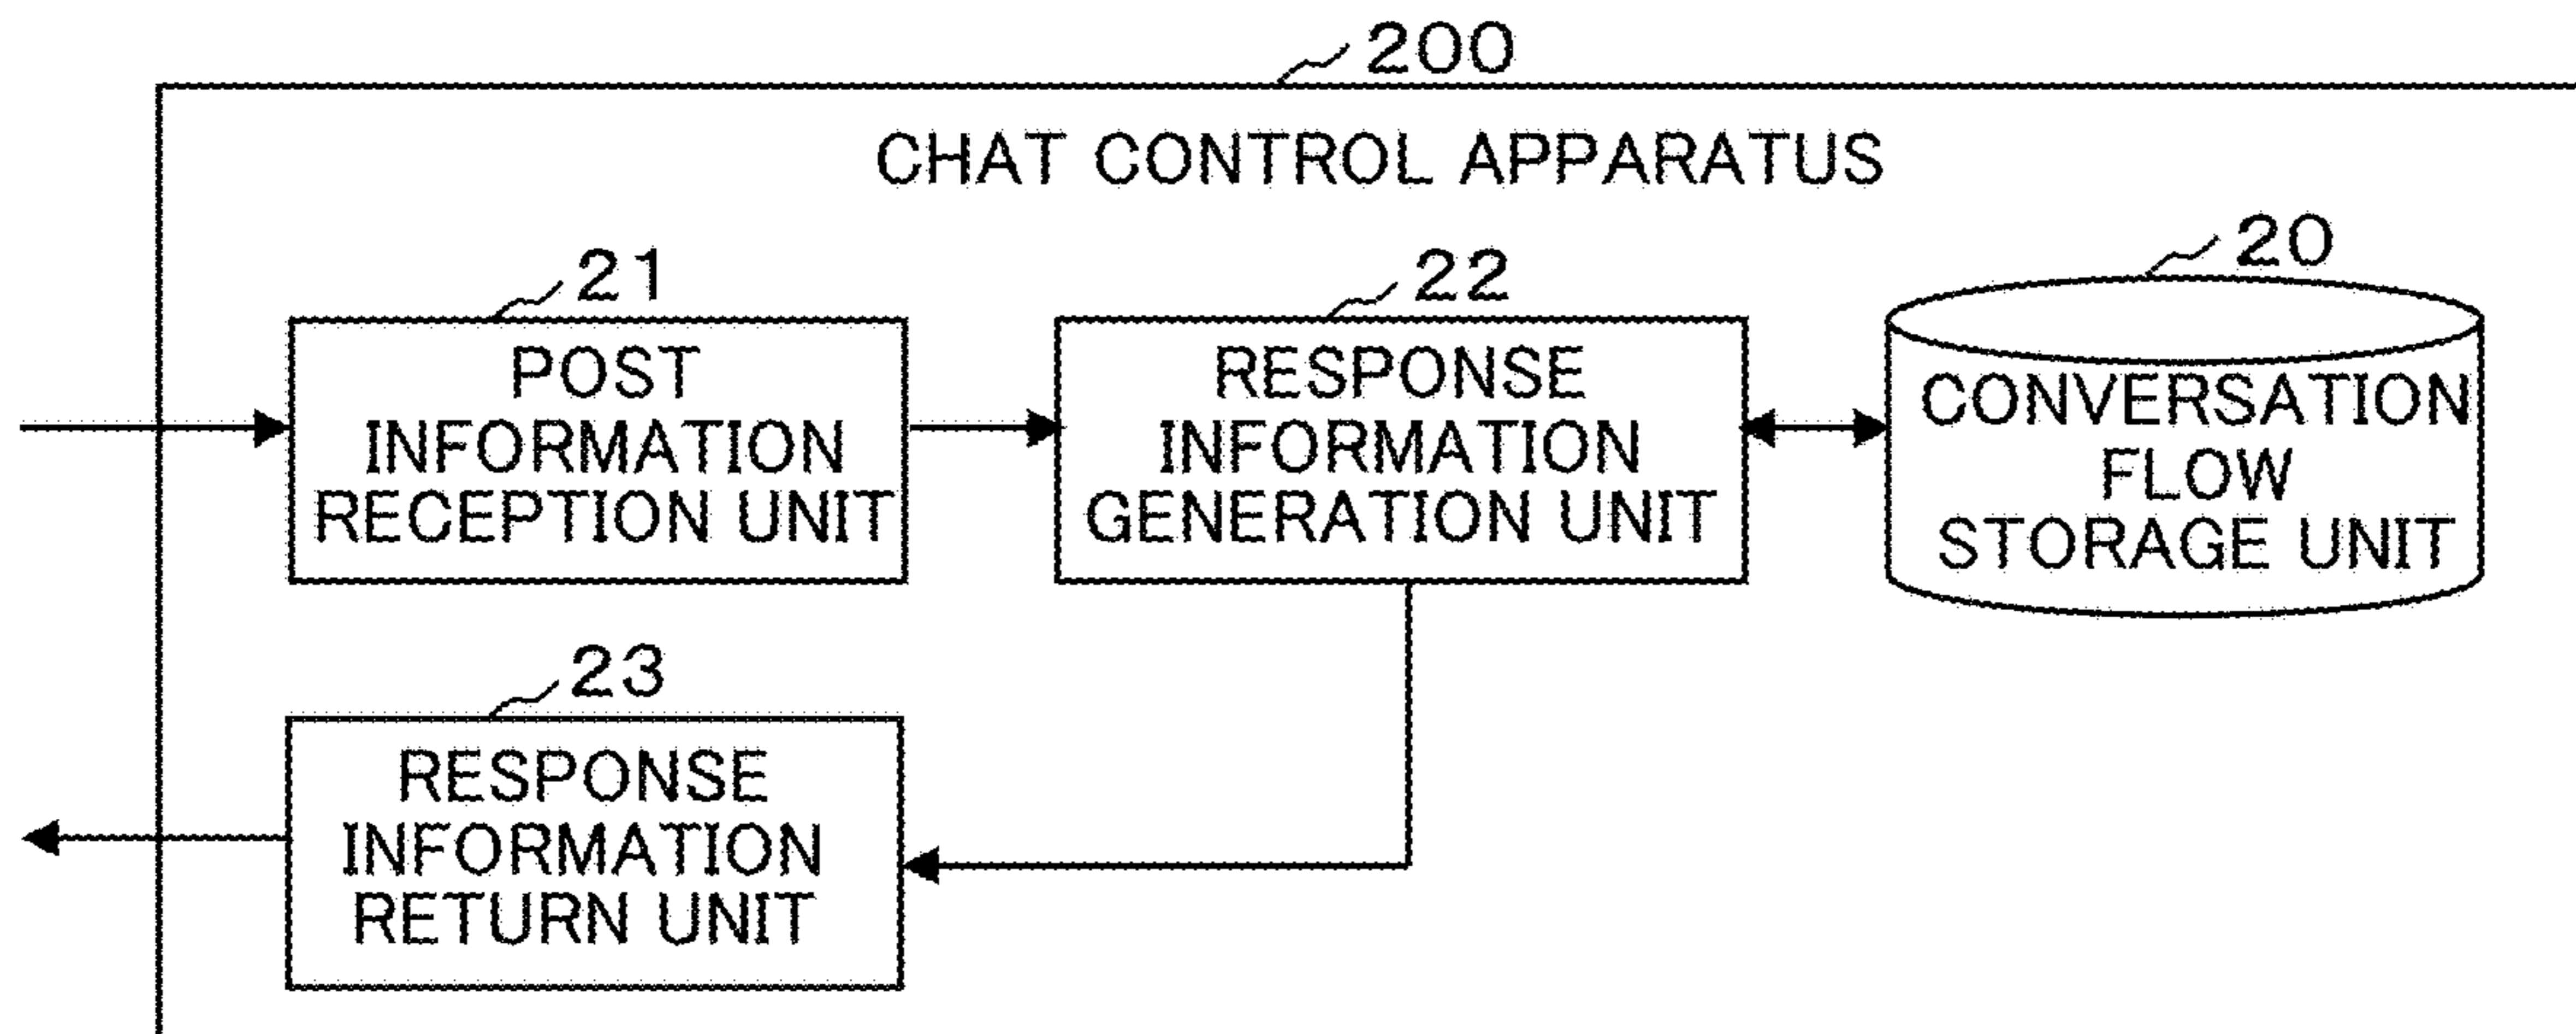 200
CHAT CONTROL APPARATUS
21
POST
INFORMATION
RECEPTION UNIT
22
RESPONSE
INFORMATION
GENERATION UNIT
20
CONVERSATION
FLOW
STORAGE UNIT
23
RESPONSE
INFORMATION
RETURN UNIT